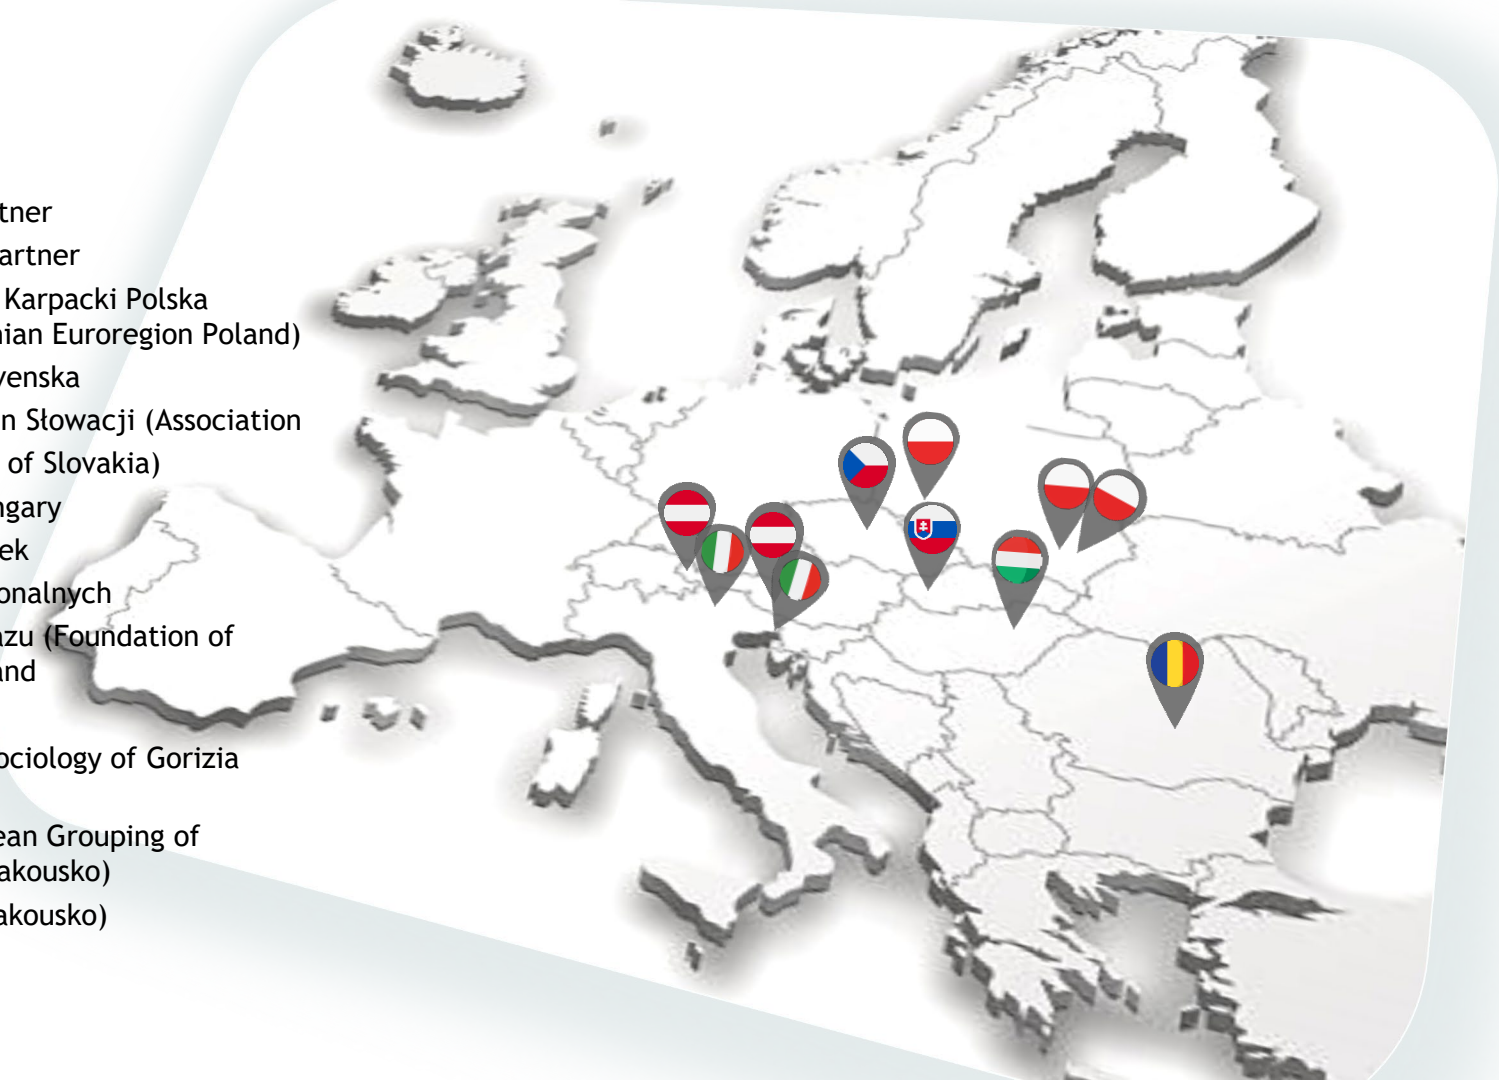 tner
artner
Karpacki Polska
nian Euroregion Poland)
venska
n Słowacji (Association
of Slovakia)
ngary
ek
onalnych
azu (Foundation of
and
ociology of Gorizia
ean Grouping of
akousko)
akousko)